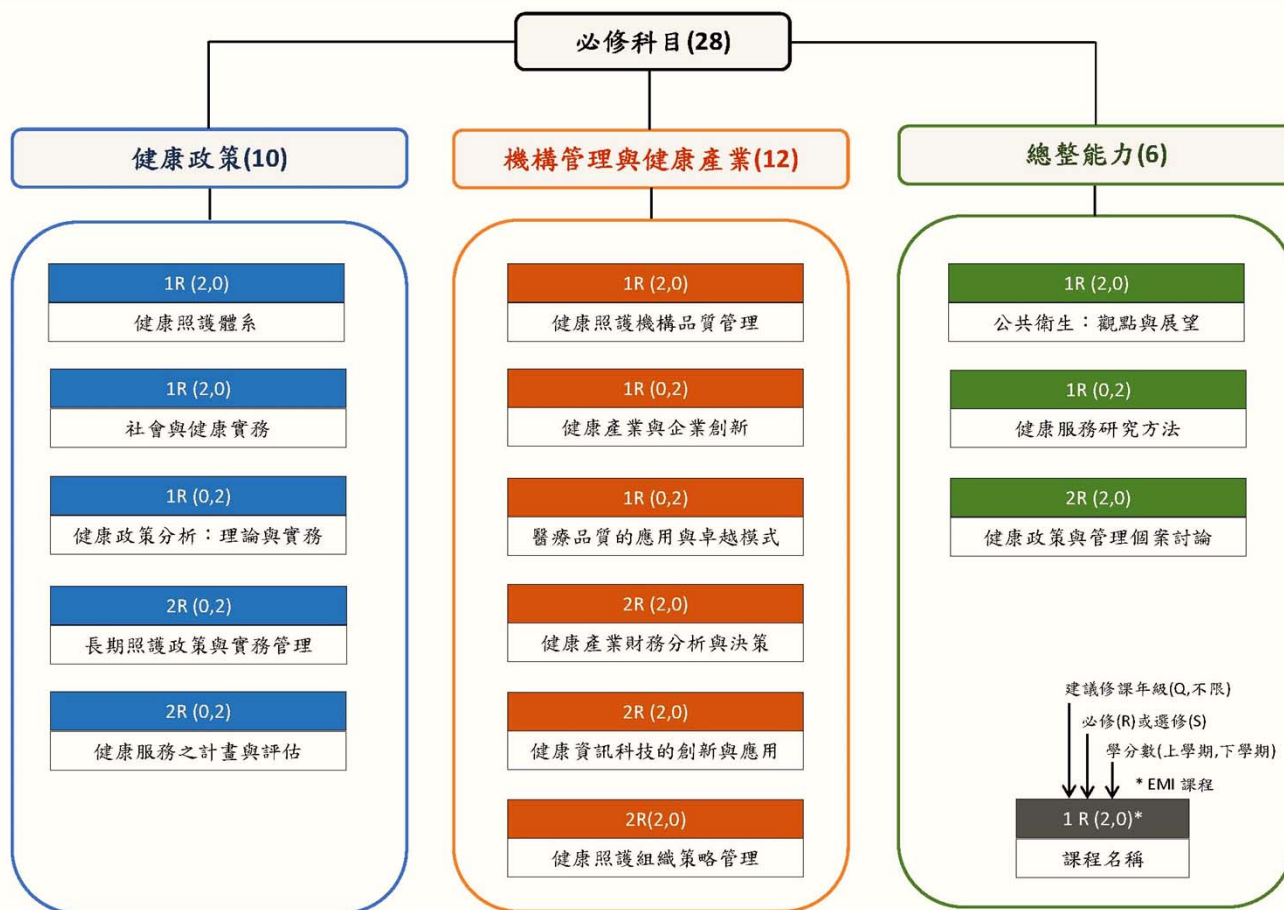 必修科目(28)
健康政策(10)
1R (2,0)
健康照護體系
1R (2,0)
社會與健康實務
1R (0,2)
健康政策分析：理論與實務
2R (0,2)
長期照護政策與實務管理
2R (0,2)
健康服務之計畫與評估
機構管理與健康產業(12)
1R (2,0)
健康照護機構品質管理
1R (0,2)
健康產業與企業創新
1R (0,2)
醫療品質的應用與卓越模式
2R (2,0)
健康產業財務分析與決策
2R (2,0)
健康資訊科技的創新與應用
2R(2,0)
健康照護組織策略管理
總整能力(6)
1R (2,0)
公共衛生：觀點與展望
1R (0,2)
健康服務研究方法
2R (2,0)
健康政策與管理個案討論
建議修課年級(Q,不限)
必修(R)或選修(S)
學分數(上學期,下學期)
* EMI 課程
1 R (2,0)*
課程名稱